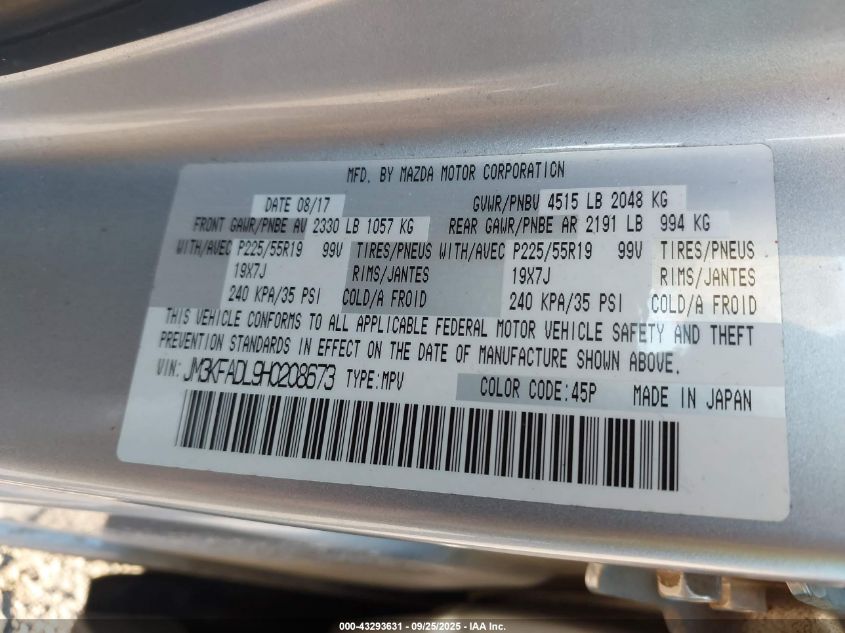 MFD. BY MAZDA MOTOR CORPORATION
DATE 08/17 GVWR/PNBV 4515 LB 2048 KG
FRONT GAWR/PNBE AV 2330 LB 1057 KG REAR GAWR/PNBE AR 2191 LB 994 KG
WITH/AVEC P225/55R19 99V TIRES/PNEUS WITH/AVEC P225/55R19 99V TIRES/PNEUS
19X7J RIMS/JANTES 19X7J RIMS/JANTES
240 KPA/35 PSI COLD/A FROID 240 KPA/35 PSI COLD/A FROID
THIS VEHICLE CONFORMS TO ALL APPLICABLE FEDERAL MOTOR VEHICLE SAFETY AND THEFT
PREVENTION STANDARDS IN EFFECT ON THE DATE OF MANUFACTURE SHOWN ABOVE.
VIN: JM3KFADL9H0208673 TYPE:MPV COLOR CODE:45P MADE IN JAPAN
000-43293631 - 09/25/2025 - IAA Inc.